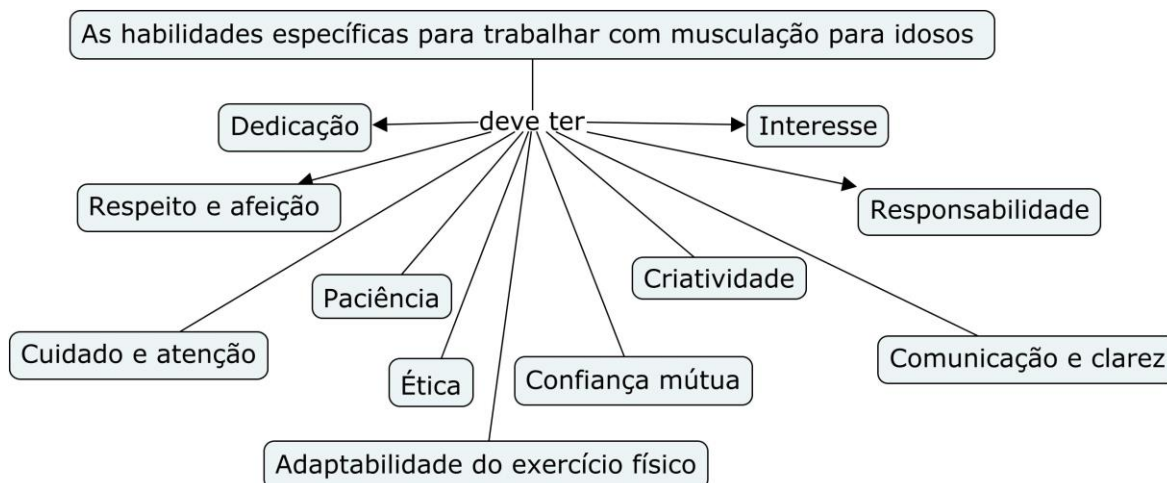 As habilidades específicas para trabalhar com musculação para idosos
deve ter
Dedicação
Interesse
Respeito e afeição
Responsabilidade
Criatividade
Paciência
Cuidado e atenção
Comunicação e clarez
Ética
Confiança mútua
Adaptabilidade do exercício físico